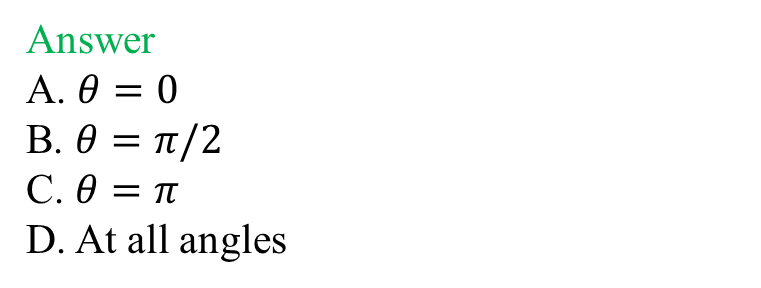 Answer
A. θ = 0
B. θ = π/2
C. θ = π
D. At all angles